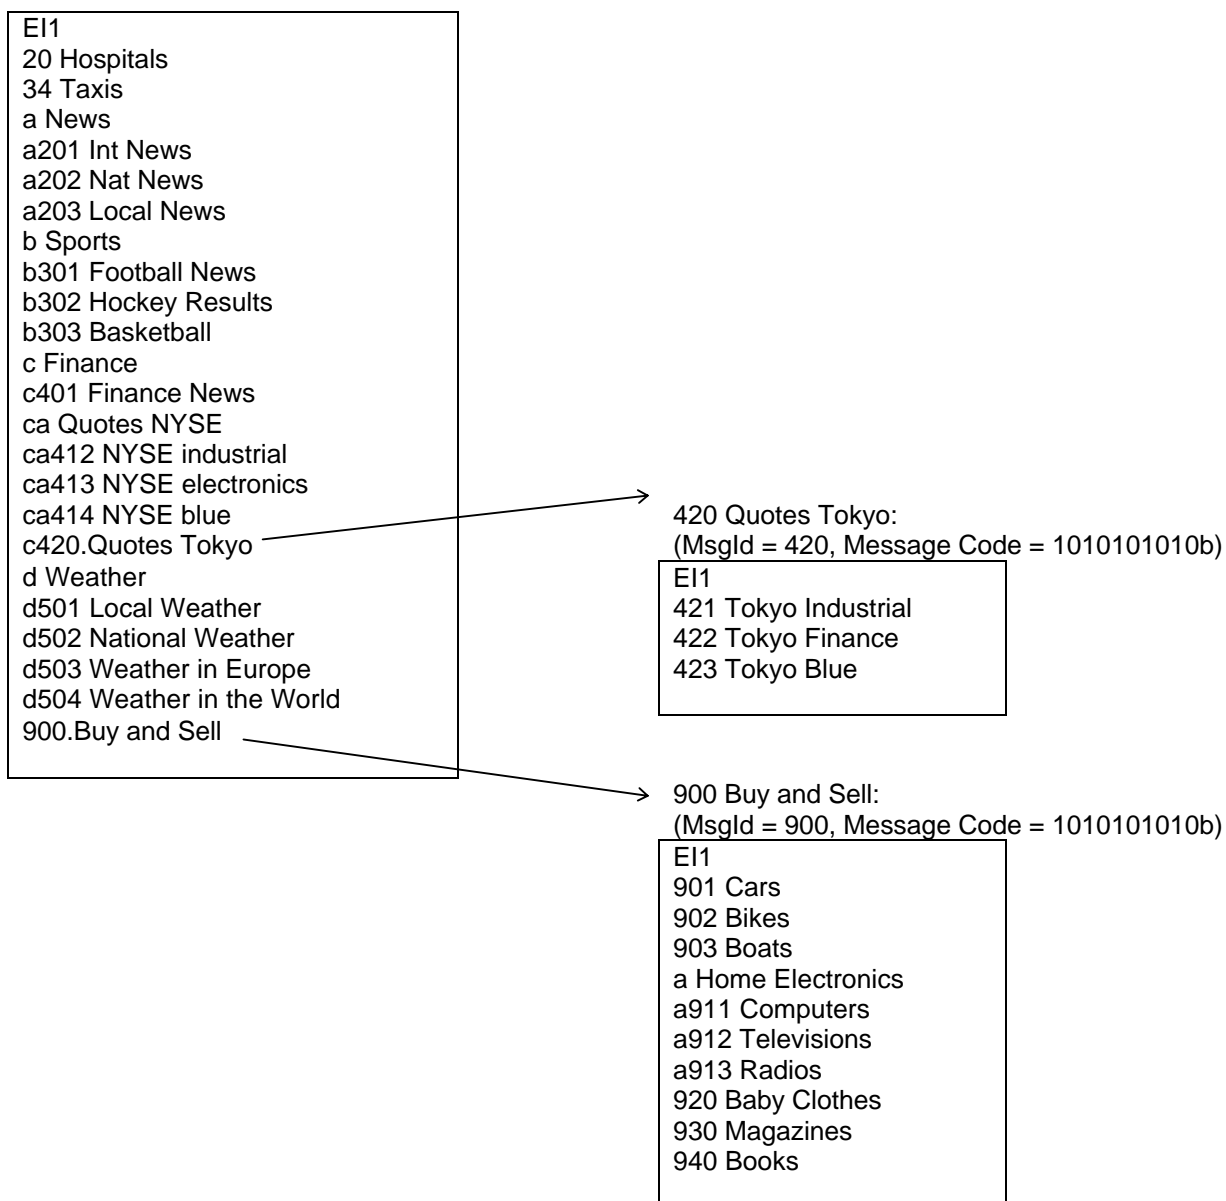 EI1
20 Hospitals
34 Taxis
a News
a201 Int News
a202 Nat News
a203 Local News
b Sports
b301 Football News
b302 Hockey Results
b303 Basketball
c Finance
c401 Finance News
ca Quotes NYSE
ca412 NYSE industrial
ca413 NYSE electronics
ca414 NYSE blue
c420.Quotes Tokyo
d Weather
d501 Local Weather
d502 National Weather
d503 Weather in Europe
d504 Weather in the World
900.Buy and Sell
420 Quotes Tokyo:
(MsgId = 420, Message Code = 1010101010b)
EI1
421 Tokyo Industrial
422 Tokyo Finance
423 Tokyo Blue
900 Buy and Sell:
(MsgId = 900, Message Code = 1010101010b)
EI1
901 Cars
902 Bikes
903 Boats
a Home Electronics
a911 Computers
a912 Televisions
a913 Radios
920 Baby Clothes
930 Magazines
940 Books